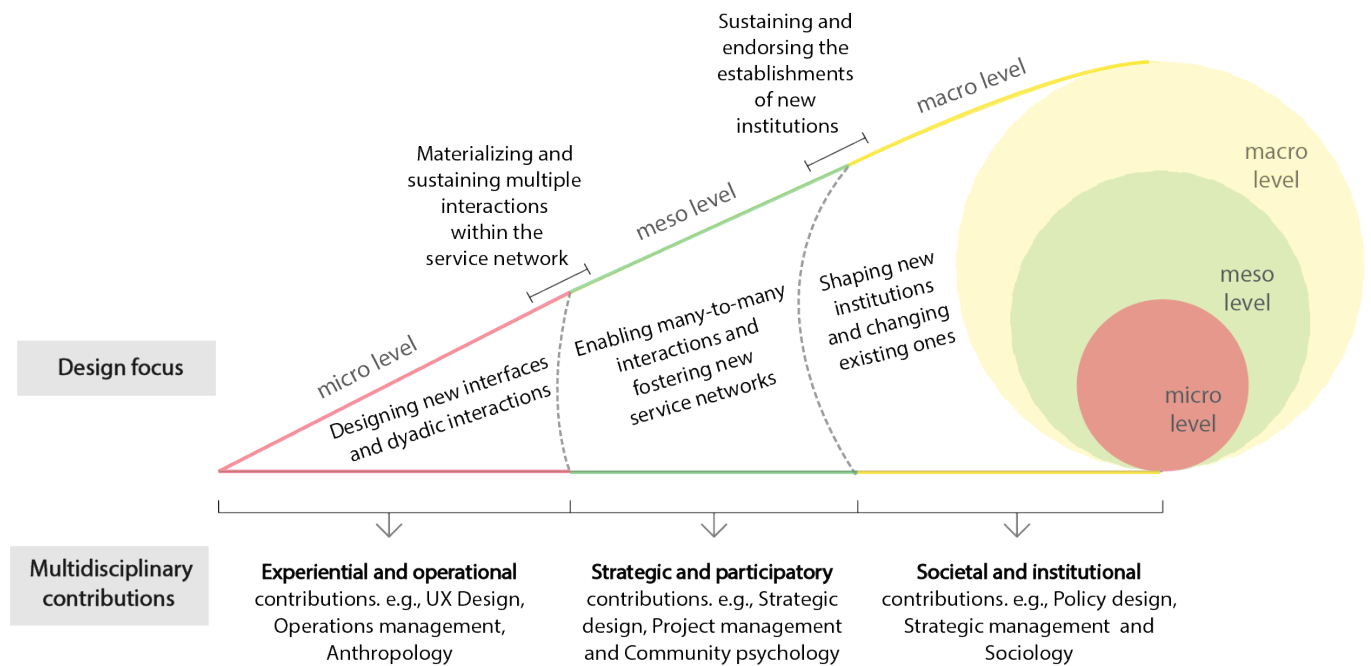 Sustaining and
endorsing the
establishments
of new
institutions
macro level
Materializing and
sustaining multiple
interactions
within the
service network
meso level
macro
level
meso
level
micro
level
Design focus
micro level
Designing new interfaces
and dyadic interactions
Enabling many-to-many
interactions and
fostering new
service networks
Shaping new
institutions
and changing
existing ones
Multidisciplinary
contributions
Experiential and operational
contributions. e.g., UX Design,
Operations management,
Anthropology
Strategic and participatory
contributions. e.g., Strategic
design, Project management
and Community psychology
Societal and institutional
contributions. e.g., Policy design,
Strategic management and
Sociology